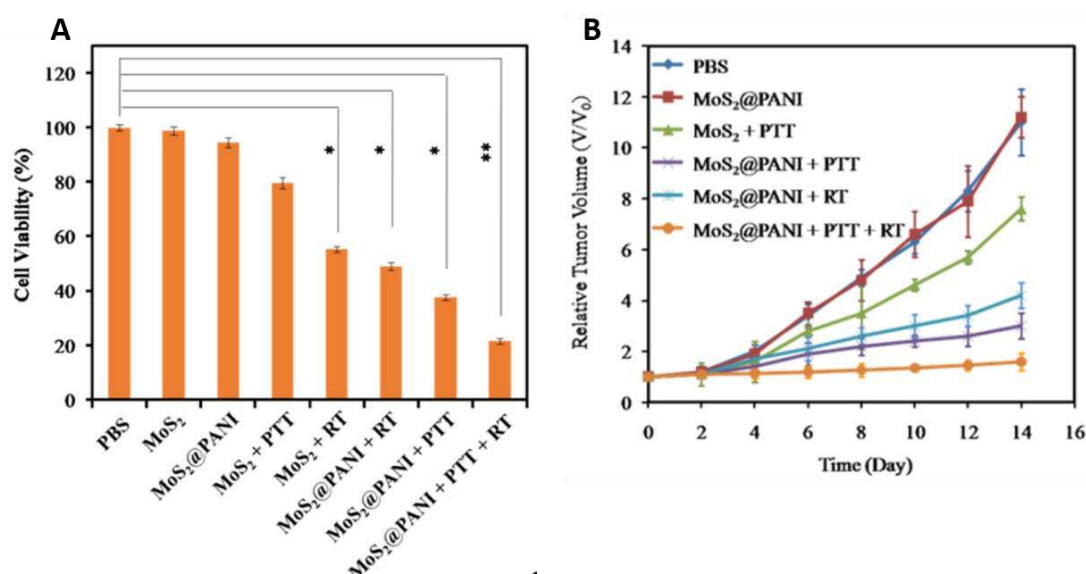 A
Cell Viability (%)
120
100
80
60
40
20
0
*
*
*
**
PBS
MoS₂
MoS₂@PANI
MoS₂ + PTT
MoS₂ + RT
MoS₂@PANI + RT
MoS₂@PANI + PTT
MoS₂@PANI + PTT + RT
B
Relative Tumor Volume (V/V₀)
14
12
10
8
6
4
2
0
PBS
MoS₂@PANI
MoS₂ + PTT
MoS₂@PANI + PTT
MoS₂@PANI + RT
MoS₂@PANI + PTT + RT
0 2 4 6 8 10 12 14 16
Time (Day)